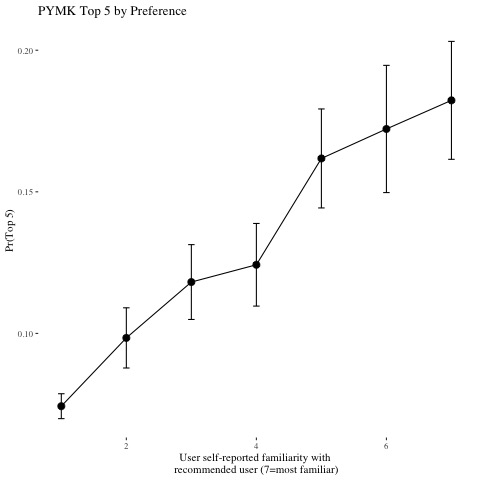 PYMK Top 5 by Preference
0.20
0.15
0.10
Pr(Top 5)
2 4 6
User self-reported familiarity with
recommended user (7=most familiar)